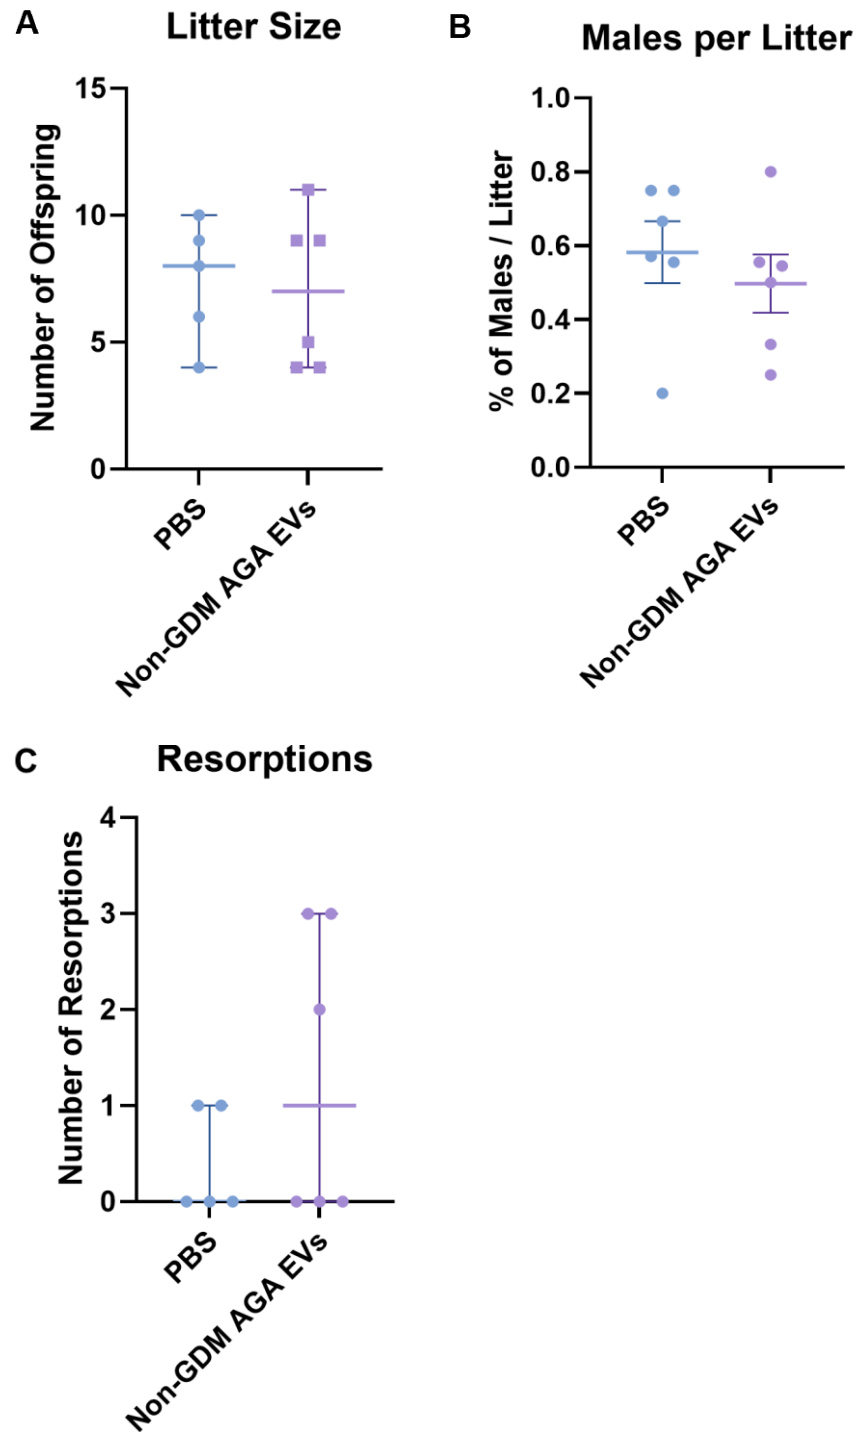 A
Litter Size
Number of Offspring
15
10
5
0
PBS
Non-GDM AGA EVs
B
Males per Litter
% of Males / Litter
1.0
0.8
0.6
0.4
0.2
0.0
PBS
Non-GDM AGA EVs
C
Resorptions
Number of Resorptions
4
3
2
1
0
PBS
Non-GDM AGA EVs